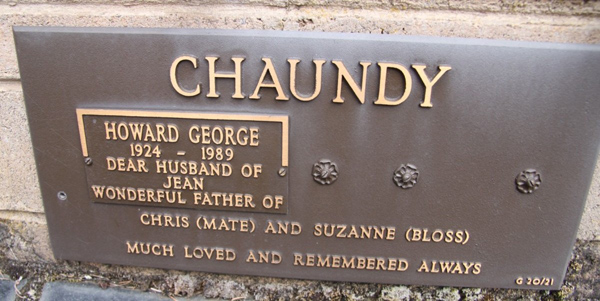 CHAUNDY
HOWARD GEORGE
1924 - 1989
DEAR HUSBAND OF
JEAN
WONDERFUL FATHER OF
CHRIS (MATE) AND SUZANNE (BLOSS)
MUCH LOVED AND REMEMBERED ALWAYS
G 20/21